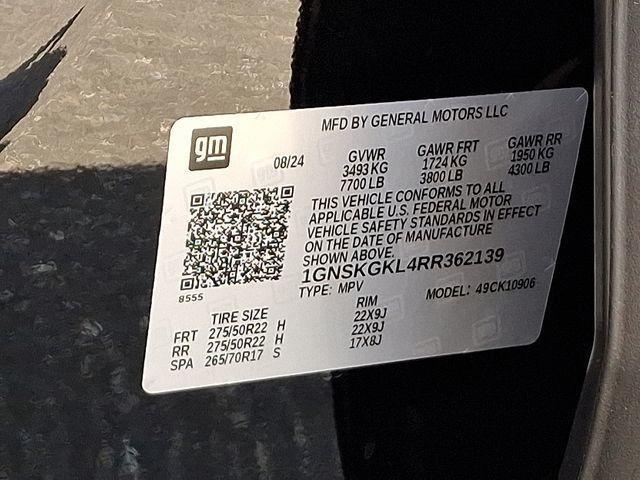 MFD BY GENERAL MOTORS LLC
gm
08/24
GVWR GAWR FRT GAWR RR
3493 KG 1724 KG 1950 KG
7700 LB 3800 LB 4300 LB
THIS VEHICLE CONFORMS TO ALL
APPLICABLE U.S. FEDERAL MOTOR
VEHICLE SAFETY STANDARDS IN EFFECT
ON THE DATE OF MANUFACTURE
SHOWN ABOVE.
1GNSKGKL4RR362139
8555
TYPE: MPV MODEL: 49CK10906
TIRE SIZE RIM
FRT 275/50R22 H 22X9J
RR 275/50R22 H 22X9J
SPA 265/70R17 S 17X8J